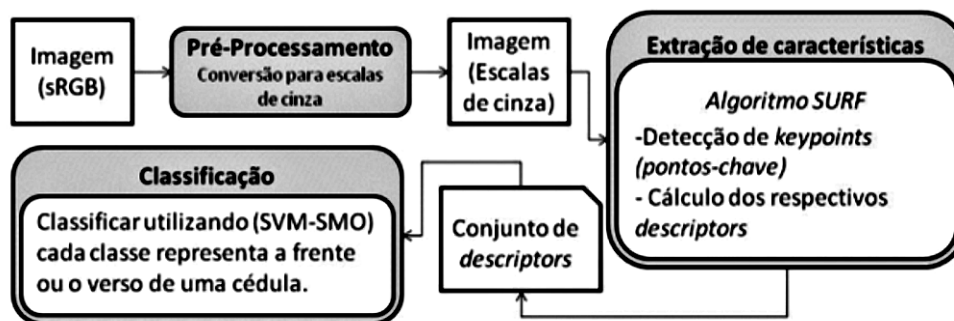 Imagem
(sRGB)
Pré-Processamento
Conversão para escalas
de cinza
Imagem
(Escalas
de cinza)
Extração de características
Algoritmo SURF
-Detecção de keypoints
(pontos-chave)
- Cálculo dos respectivos
descriptors
Conjunto de
descriptors
Classificação
Classificar utilizando (SVM-SMO)
cada classe representa a frente
ou o verso de uma cédula.